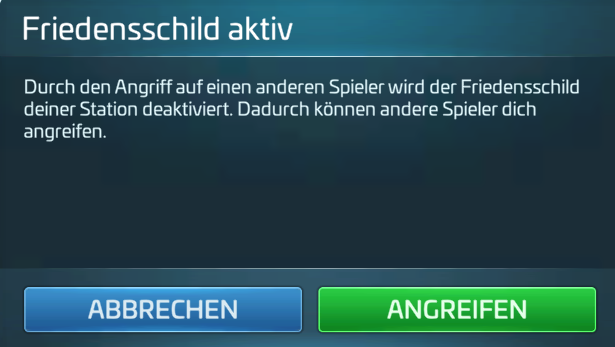 Friedensschild aktiv
Durch den Angriff auf einen anderen Spieler wird der Friedensschild
deiner Station deaktiviert. Dadurch können andere Spieler dich
angreifen.
ABBRECHEN
ANGREIFEN